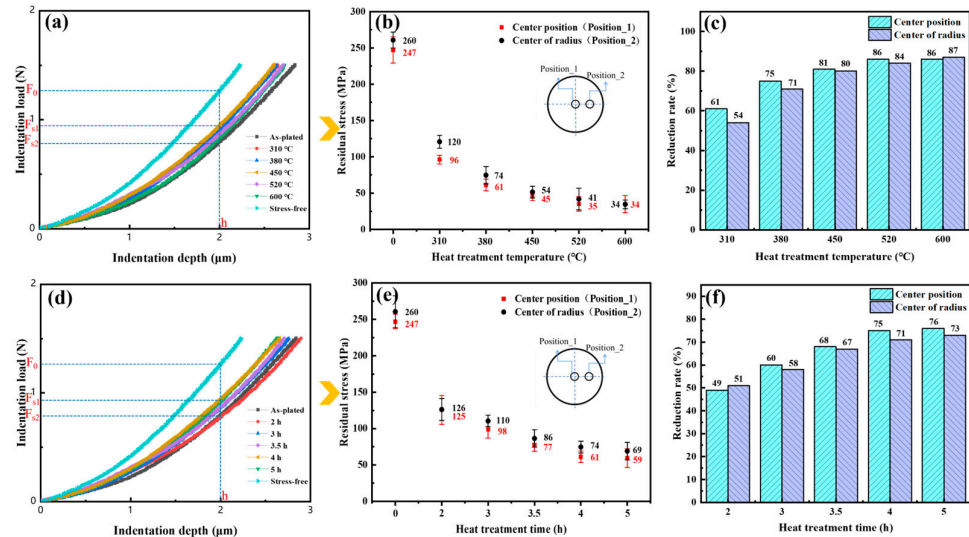 (a)
Indentation load (N)
2
1
0
F0
Fs1
Fs2
As-plated
310 ℃
380 ℃
450 ℃
520 ℃
600 ℃
Stress-free
h
0 1 2 3
Indentation depth (μm)
(b)
Residual stress (MPa)
300
250
200
150
100
50
0
Center position (Position_1)
Center of radius (Position_2)
Position_1
Position_2
260
247
120
96
74
61
54
45
41
35
34 34
0 310 380 450 520 600
Heat treatment temperature (℃)
(c)
Reduction rate (%)
100
80
60
40
20
0
Center position
Center of radius
61 54 75 71 81 80 86 84 86 87
310 380 450 520 600
Heat treatment temperature (℃)
(d)
Indentation load (N)
2
1
0
F0
Fs1
Fs2
As-plated
2 h
3 h
3.5 h
4 h
5 h
Stress-free
h
0 1 2 3
Indentation depth (μm)
(e)
Residual stress (MPa)
300
250
200
150
100
50
0
Center position (Position_1)
Center of radius (Position_2)
Position_1
Position_2
260
247
126
125
110
98
86
77
74
61
69
59
0 2 3 3.5 4 5
Heat treatment time (h)
(f)
Reduction rate (%)
90
80
70
60
50
40
30
20
10
0
Center position
Center of radius
49 51 60 58 68 67 75 71 76 73
2 3 3.5 4 5
Heat treatment time (h)